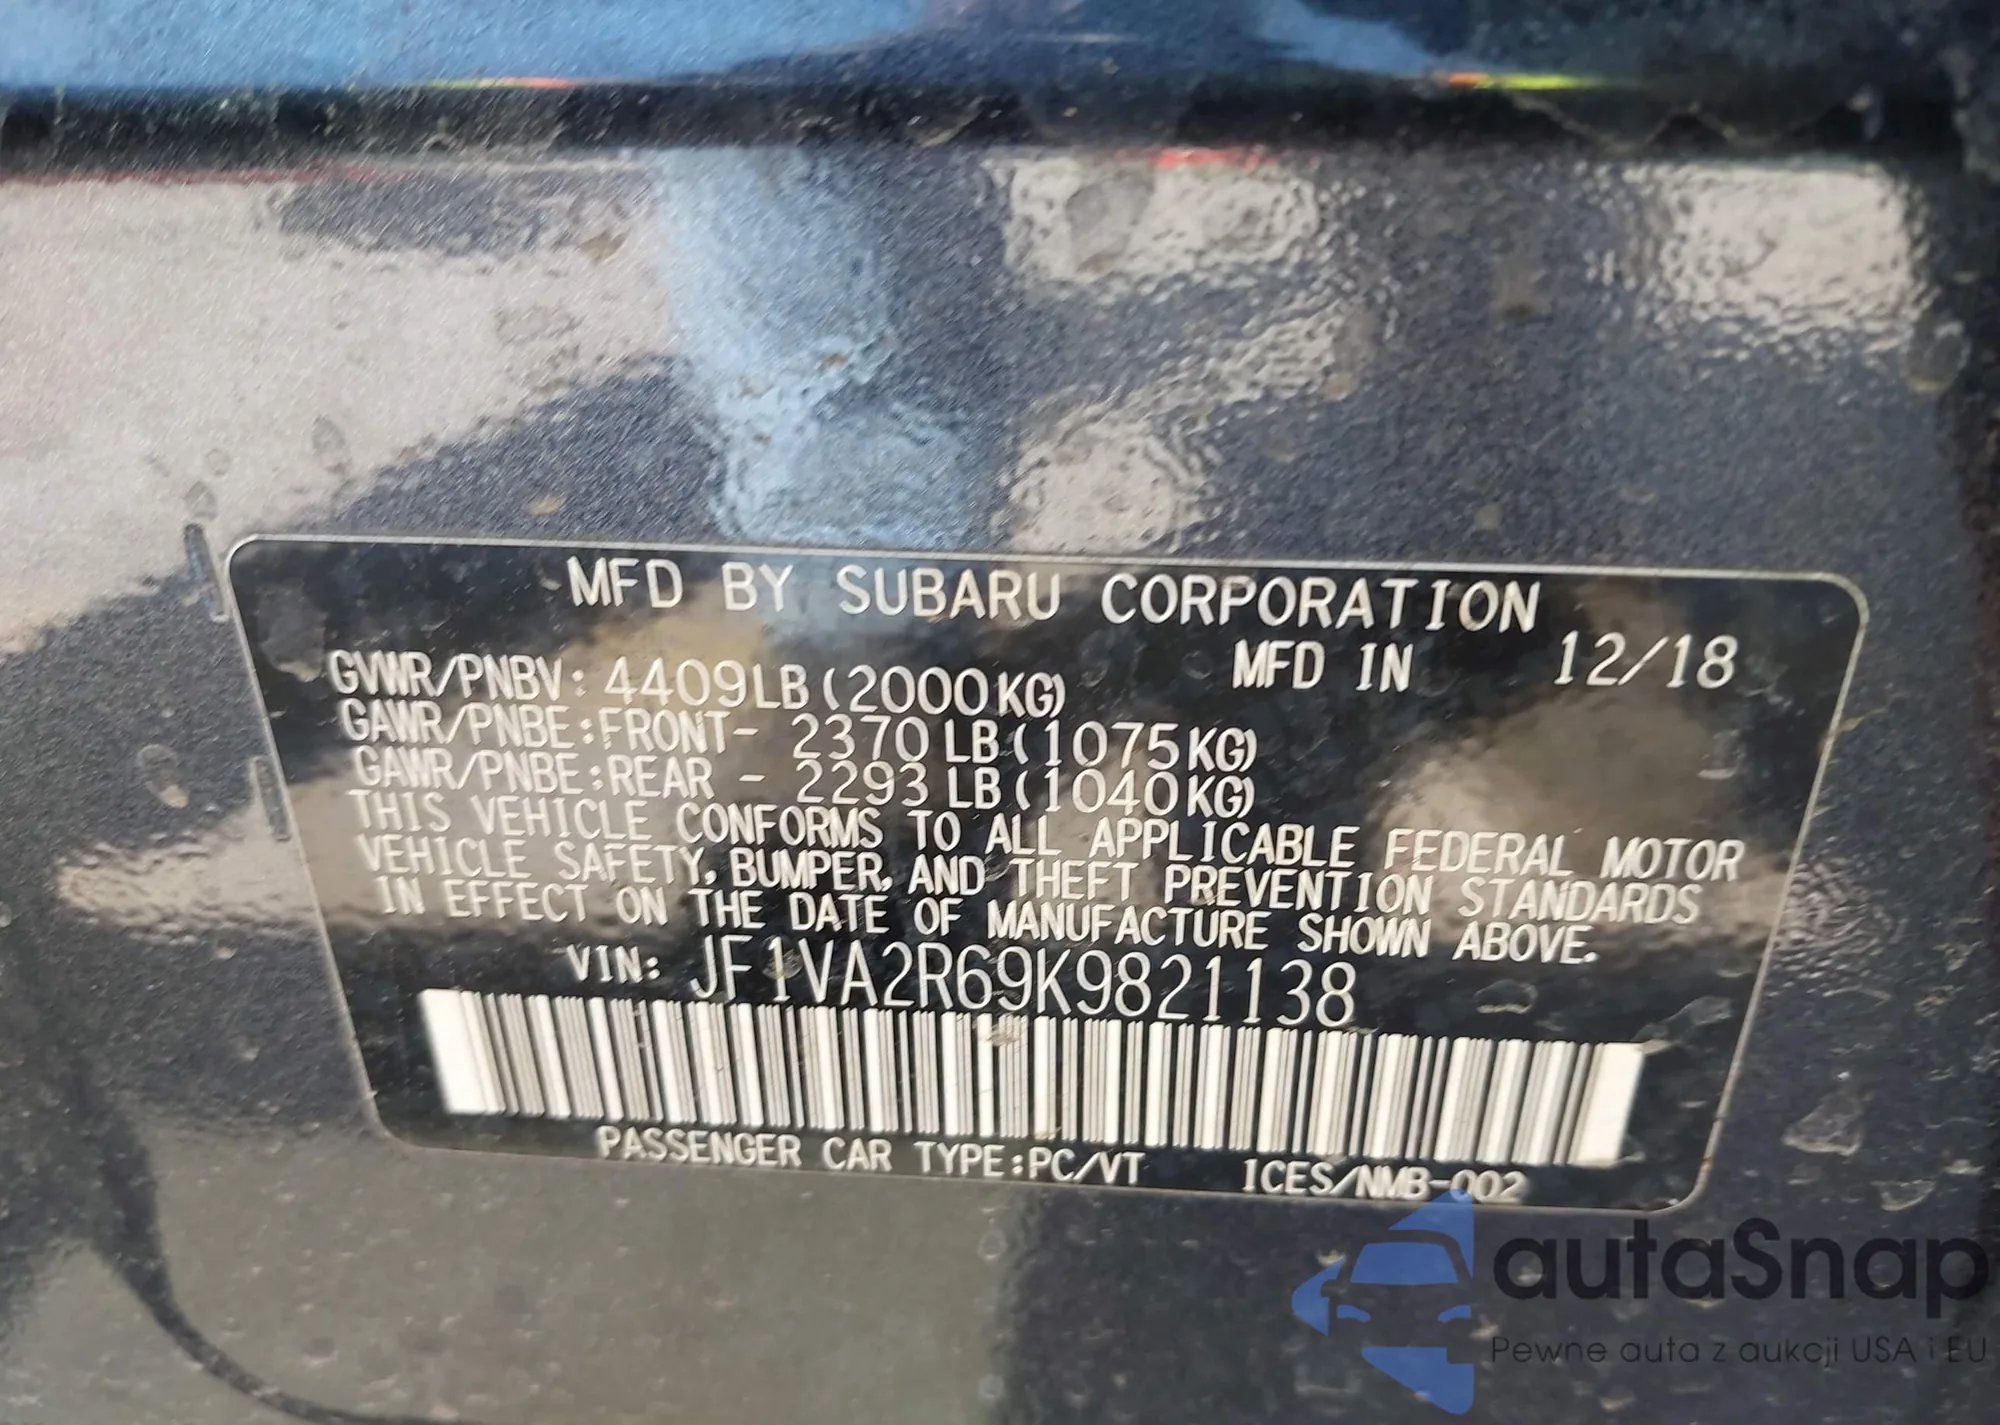 MFD BY SUBARU CORPORATION
MFD IN 12/18
GVWR/PNBV: 4409LB(2000KG)
GAWR/PNBE:FRONT- 2370LB(1075KG)
GAWR/PNBE:REAR - 2293LB(1040KG)
THIS VEHICLE CONFORMS TO ALL APPLICABLE FEDERAL MOTOR
VEHICLE SAFETY, BUMPER, AND THEFT PREVENTION STANDARDS
IN EFFECT ON THE DATE OF MANUFACTURE SHOWN ABOVE.
VIN: JF1VA2R69K9821138
PASSENGER CAR TYPE:PC/VT ICES/NMB-002
autaSnap
Pewne auta z aukcji USA i EU